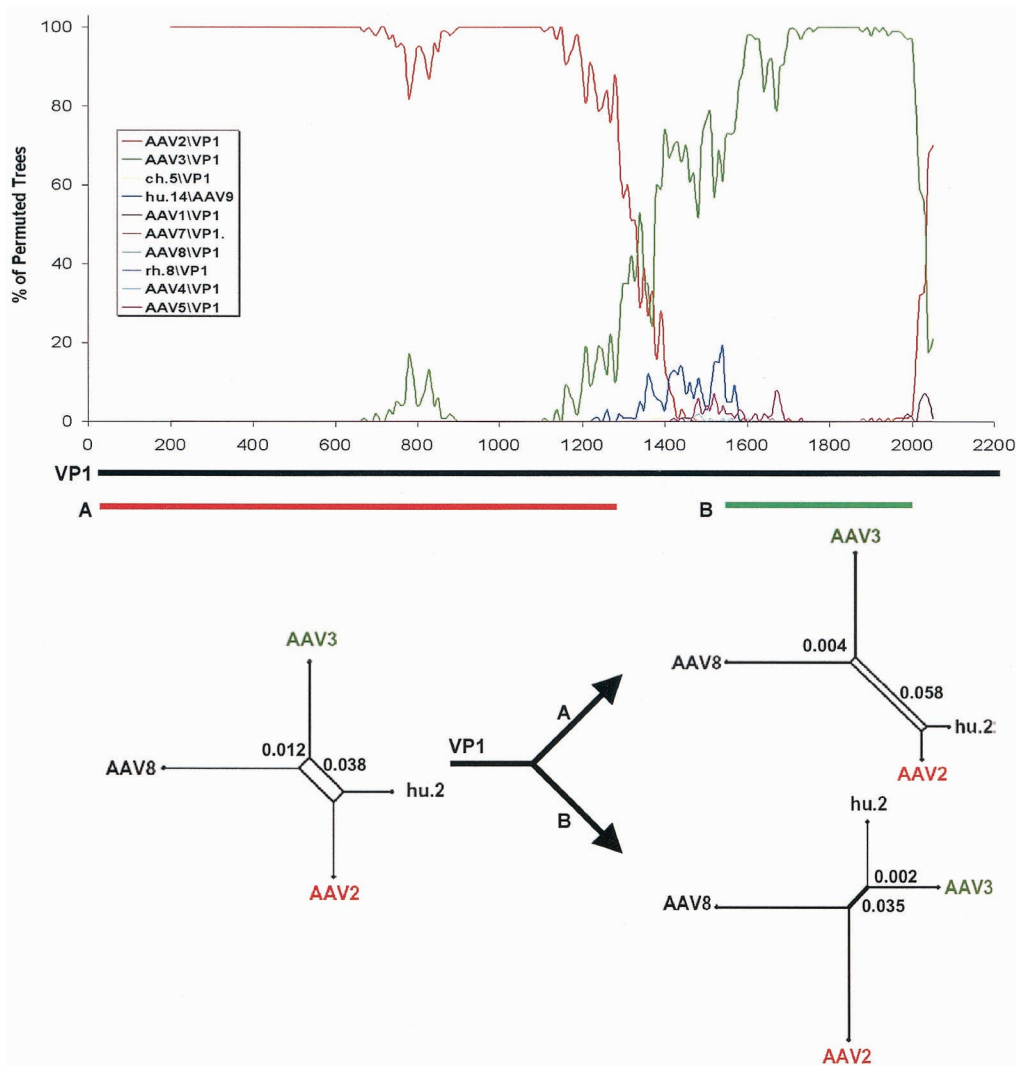 100
80
60
40
20
0
% of Permuted Trees
AAV2\VP1
AAV3\VP1
ch.5\VP1
hu.14\AAV9
AAV1\VP1
AAV7\VP1.
AAV8\VP1
rh.8\VP1
AAV4\VP1
AAV5\VP1
0 200 400 600 800 1000 1200 1400 1600 1800 2000 2200
VP1
A B
AAV3
0.004
AAV8
0.058
hu.2
AAV2
AAV3
0.012
0.038
AAV8
hu.2
AAV2
VP1
A
B
hu.2
0.002
AAV3
AAV8
0.035
AAV2